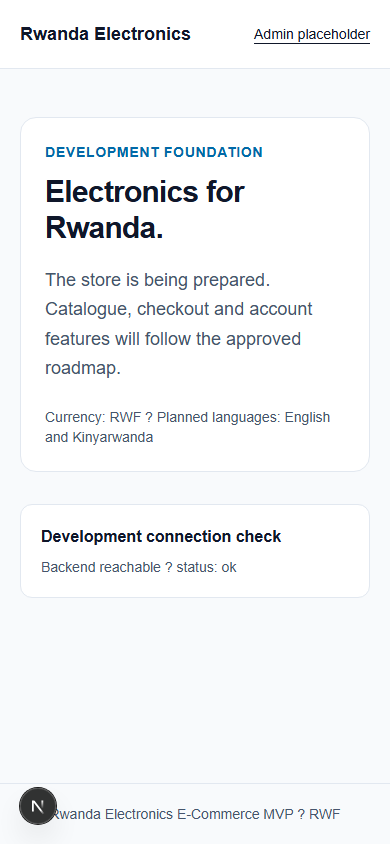 Rwanda Electronics
Admin placeholder
DEVELOPMENT FOUNDATION
Electronics for
Rwanda.
The store is being prepared.
Catalogue, checkout and account
features will follow the approved
roadmap.
Currency: RWF ? Planned languages: English
and Kinyarwanda
Development connection check
Backend reachable ? status: ok
N
Rwanda Electronics E-Commerce MVP ? RWF